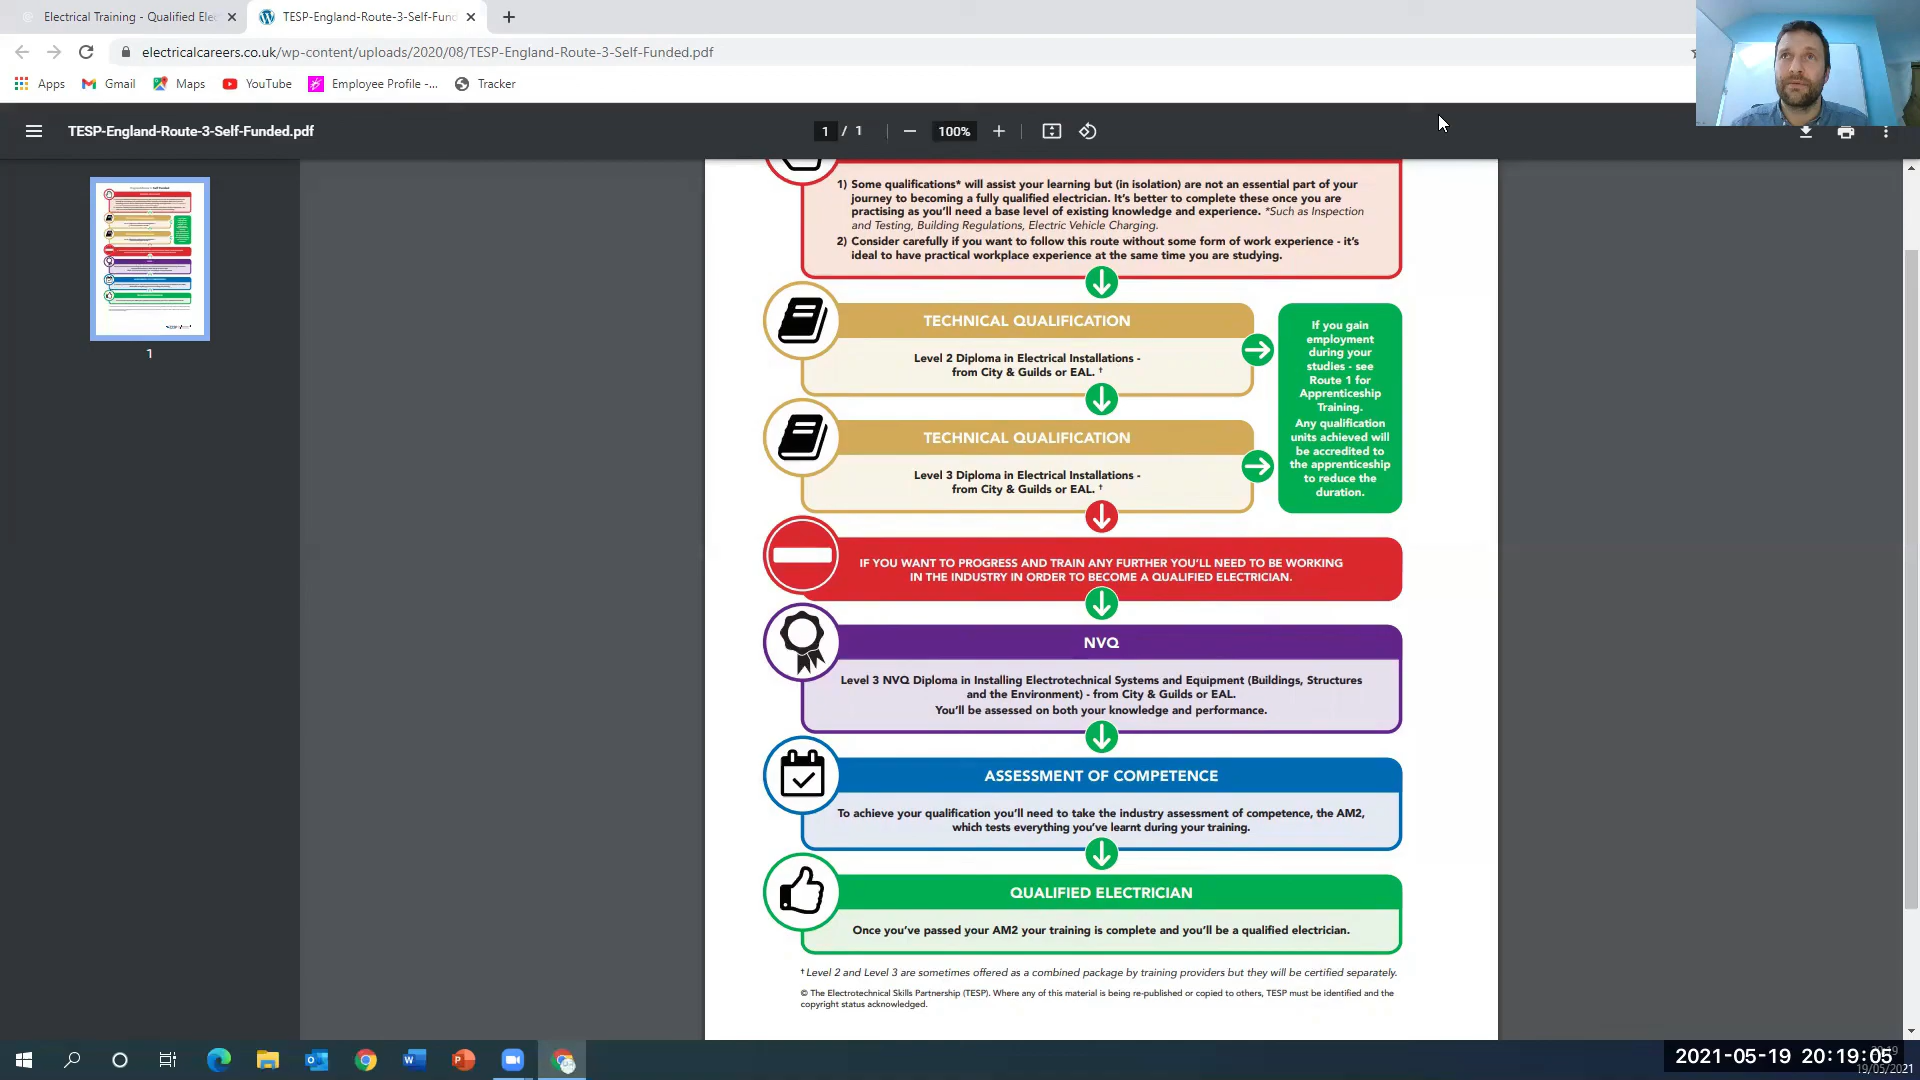 Electrical Training - Qualified Ele
TESP-England-Route-3-Self-Fund
electricalcareers.co.uk/wp-content/uploads/2020/08/TESP-England-Route-3-Self-Funded.pdf
Apps
Gmail
Maps
YouTube
Employee Profile -...
Tracker
TESP-England-Route-3-Self-Funded.pdf
1 / 1
100%
1) Some qualifications* will assist your learning but (in isolation) are not an essential part of your
journey to becoming a fully qualified electrician. It's better to complete these once you are
practising as you'll need a base level of existing knowledge and experience. *Such as Inspection
and Testing, Building Regulations, Electric Vehicle Charging.
2) Consider carefully if you want to follow this route without some form of work experience - it's
ideal to have practical workplace experience at the same time you are studying.
TECHNICAL QUALIFICATION
Level 2 Diploma in Electrical Installations -
from City & Guilds or EAL. †
TECHNICAL QUALIFICATION
Level 3 Diploma in Electrical Installations -
from City & Guilds or EAL. †
If you gain
employment
during your
studies - see
Route 1 for
Apprenticeship
Training.
Any qualification
units achieved will
be accredited to
the apprenticeship
to reduce the
duration.
1
IF YOU WANT TO PROGRESS AND TRAIN ANY FURTHER YOU'LL NEED TO BE WORKING
IN THE INDUSTRY IN ORDER TO BECOME A QUALIFIED ELECTRICIAN.
NVQ
Level 3 NVQ Diploma in Installing Electrotechnical Systems and Equipment (Buildings, Structures
and the Environment) - from City & Guilds or EAL.
You'll be assessed on both your knowledge and performance.
ASSESSMENT OF COMPETENCE
To achieve your qualification you'll need to take the industry assessment of competence, the AM2,
which tests everything you've learnt during your training.
QUALIFIED ELECTRICIAN
Once you've passed your AM2 your training is complete and you'll be a qualified electrician.
† Level 2 and Level 3 are sometimes offered as a combined package by training providers but they will be certified separately.
© The Electrotechnical Skills Partnership (TESP). Where any of this material is being re-published or copied to others, TESP must be identified and the
copyright status acknowledged.
2021-05-19 20:19:05
19/05/2021